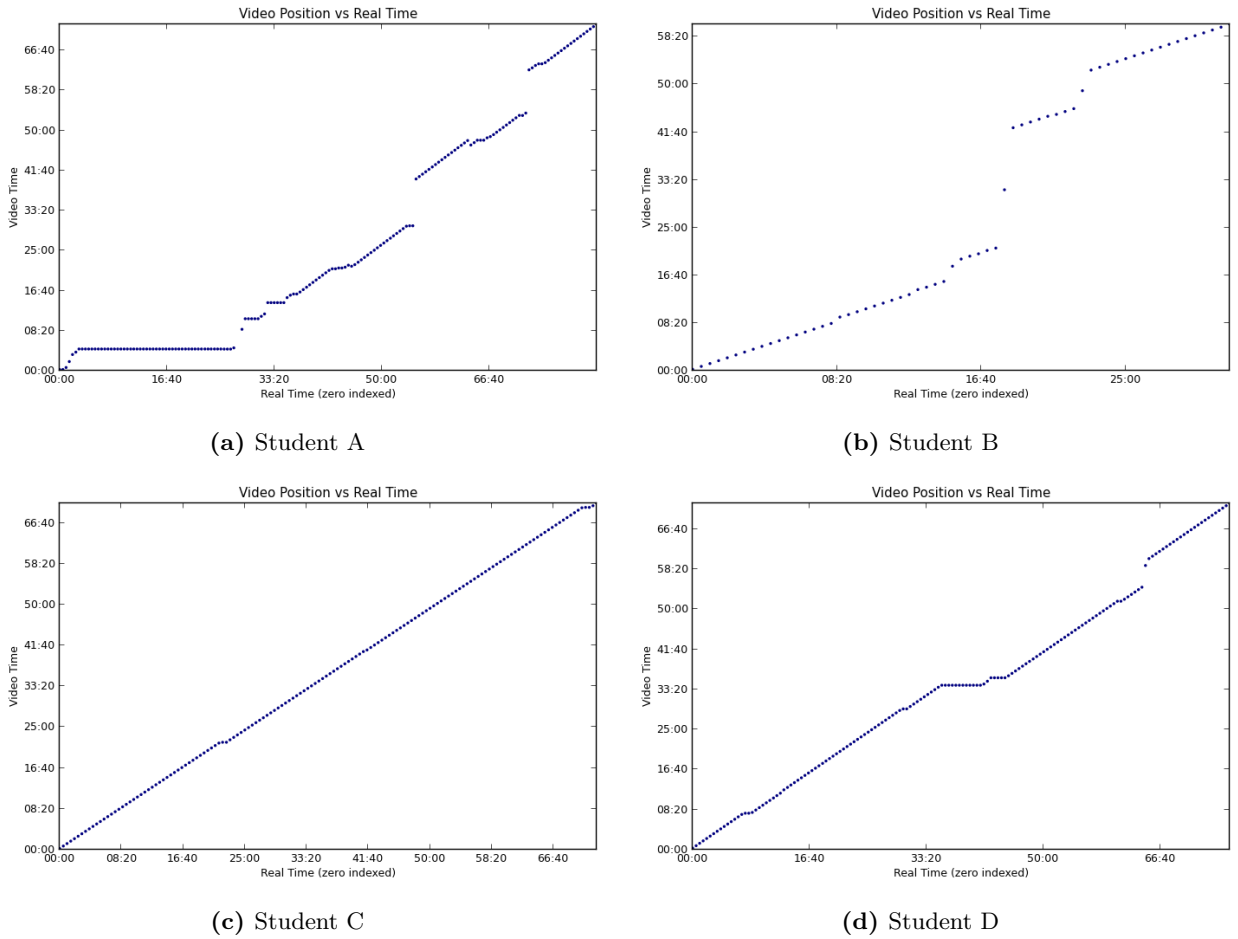 Video Position vs Real Time
66:40
58:20
50:00
41:40
33:20
25:00
16:40
08:20
00:00
Video Time
00:00 16:40 33:20 50:00 66:40
Real Time (zero indexed)
(a) Student A
Video Position vs Real Time
58:20
50:00
41:40
33:20
25:00
16:40
08:20
00:00
Video Time
00:00 08:20 16:40 25:00
Real Time (zero indexed)
(b) Student B
Video Position vs Real Time
66:40
58:20
50:00
41:40
33:20
25:00
16:40
08:20
00:00
Video Time
00:00 08:20 16:40 25:00 33:20 41:40 50:00 58:20 66:40
Real Time (zero indexed)
(c) Student C
Video Position vs Real Time
66:40
58:20
50:00
41:40
33:20
25:00
16:40
08:20
00:00
Video Time
00:00 16:40 33:20 50:00 66:40
Real Time (zero indexed)
(d) Student D